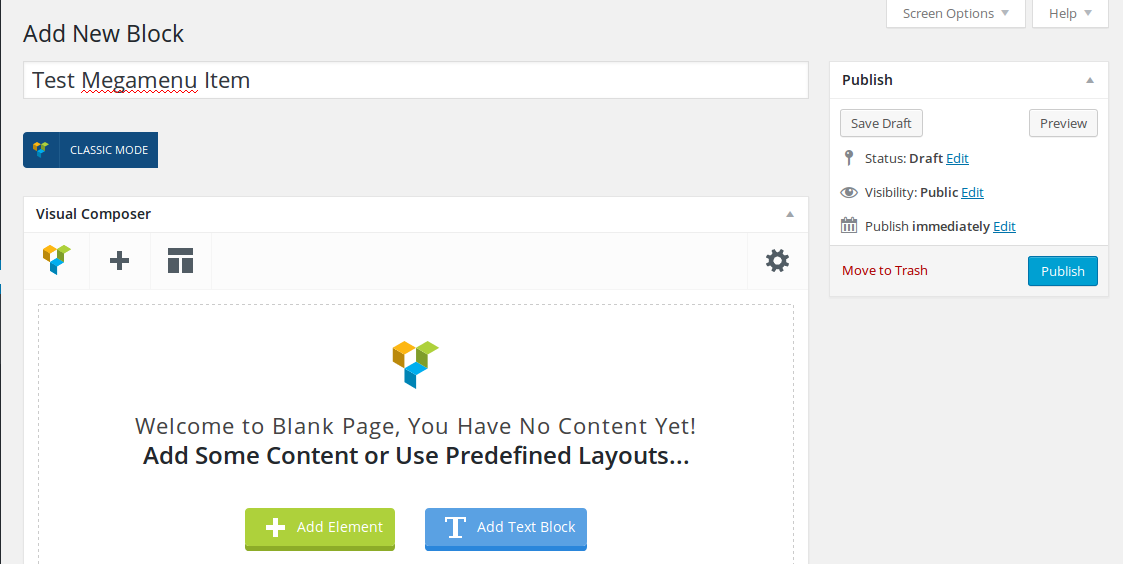 Screen Options
Help
Add New Block
Test Megamenu Item
CLASSIC MODE
Visual Composer
Welcome to Blank Page, You Have No Content Yet!
Add Some Content or Use Predefined Layouts...
Add Element
Add Text Block
Publish
Save Draft
Preview
Status: Draft Edit
Visibility: Public Edit
Publish immediately Edit
Move to Trash
Publish